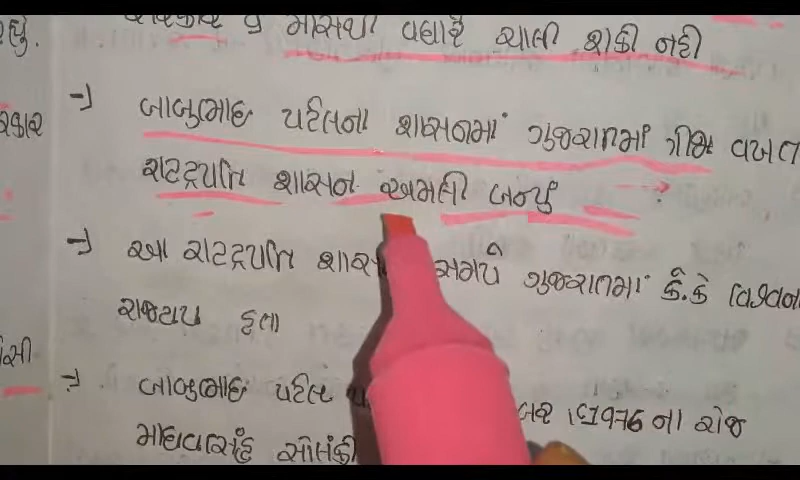 માસથી વધારે ચાલી શકી નહી
→ બાબુભાઇ પટેલના શાસનમાં ગુજરાતમાં ત્રીજી વખત
રાષ્ટ્રપતિ શાસન અમલી બન્યુ
→ આ રાષ્ટ્રપતિ સમયે ગુજરાતમાં કે.કે વિશ્વના
રાજ્યપા હતા
→ બાબુભાઇ પટેલ 1976 ના રોજ
માધવસિંહ સોલંકી